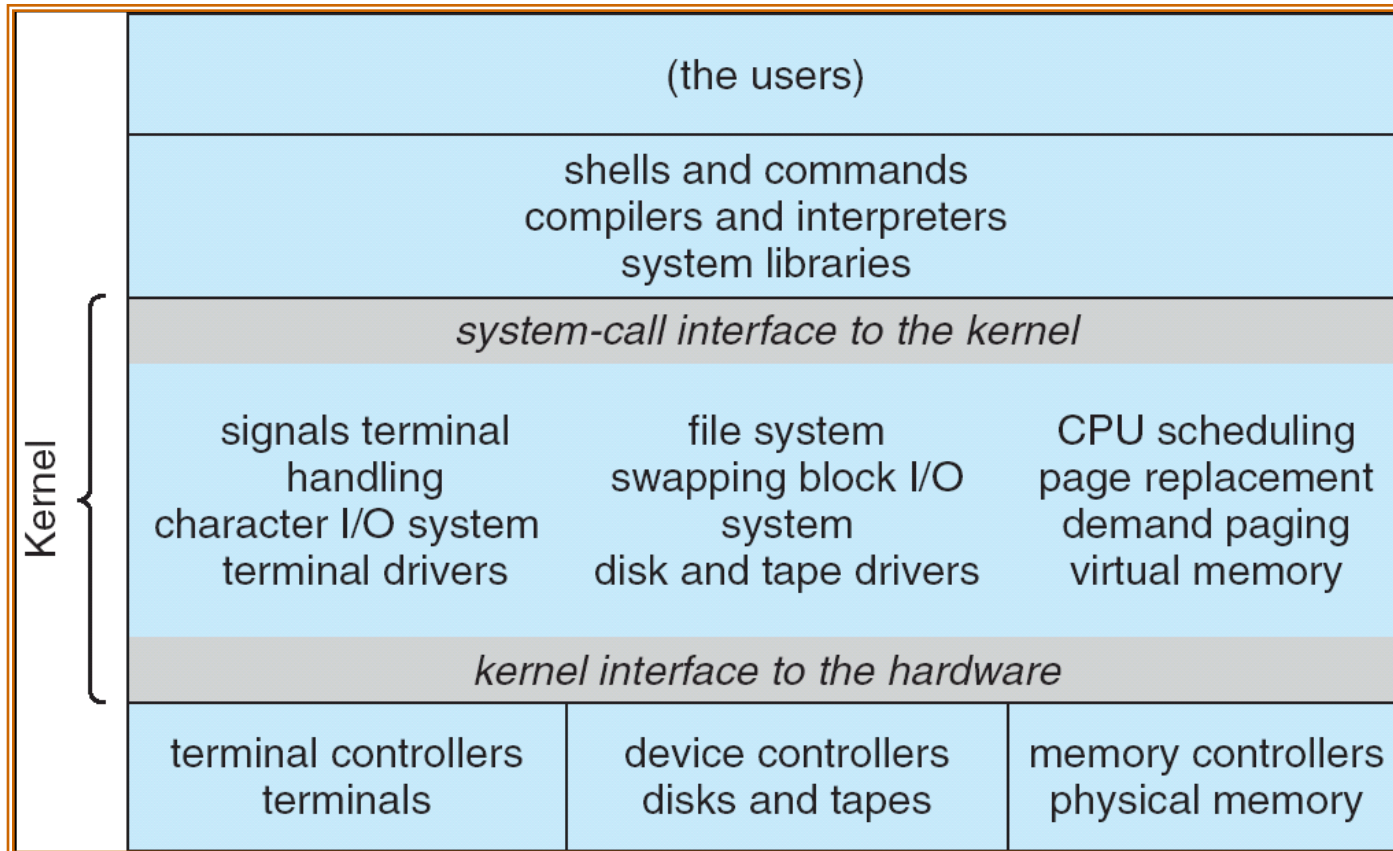 (the users)
shells and commands
compilers and interpreters
system libraries
Kernel
system-call interface to the kernel
signals terminal
handling
character I/O system
terminal drivers
file system
swapping block I/O
system
disk and tape drivers
CPU scheduling
page replacement
demand paging
virtual memory
kernel interface to the hardware
terminal controllers
terminals
device controllers
disks and tapes
memory controllers
physical memory